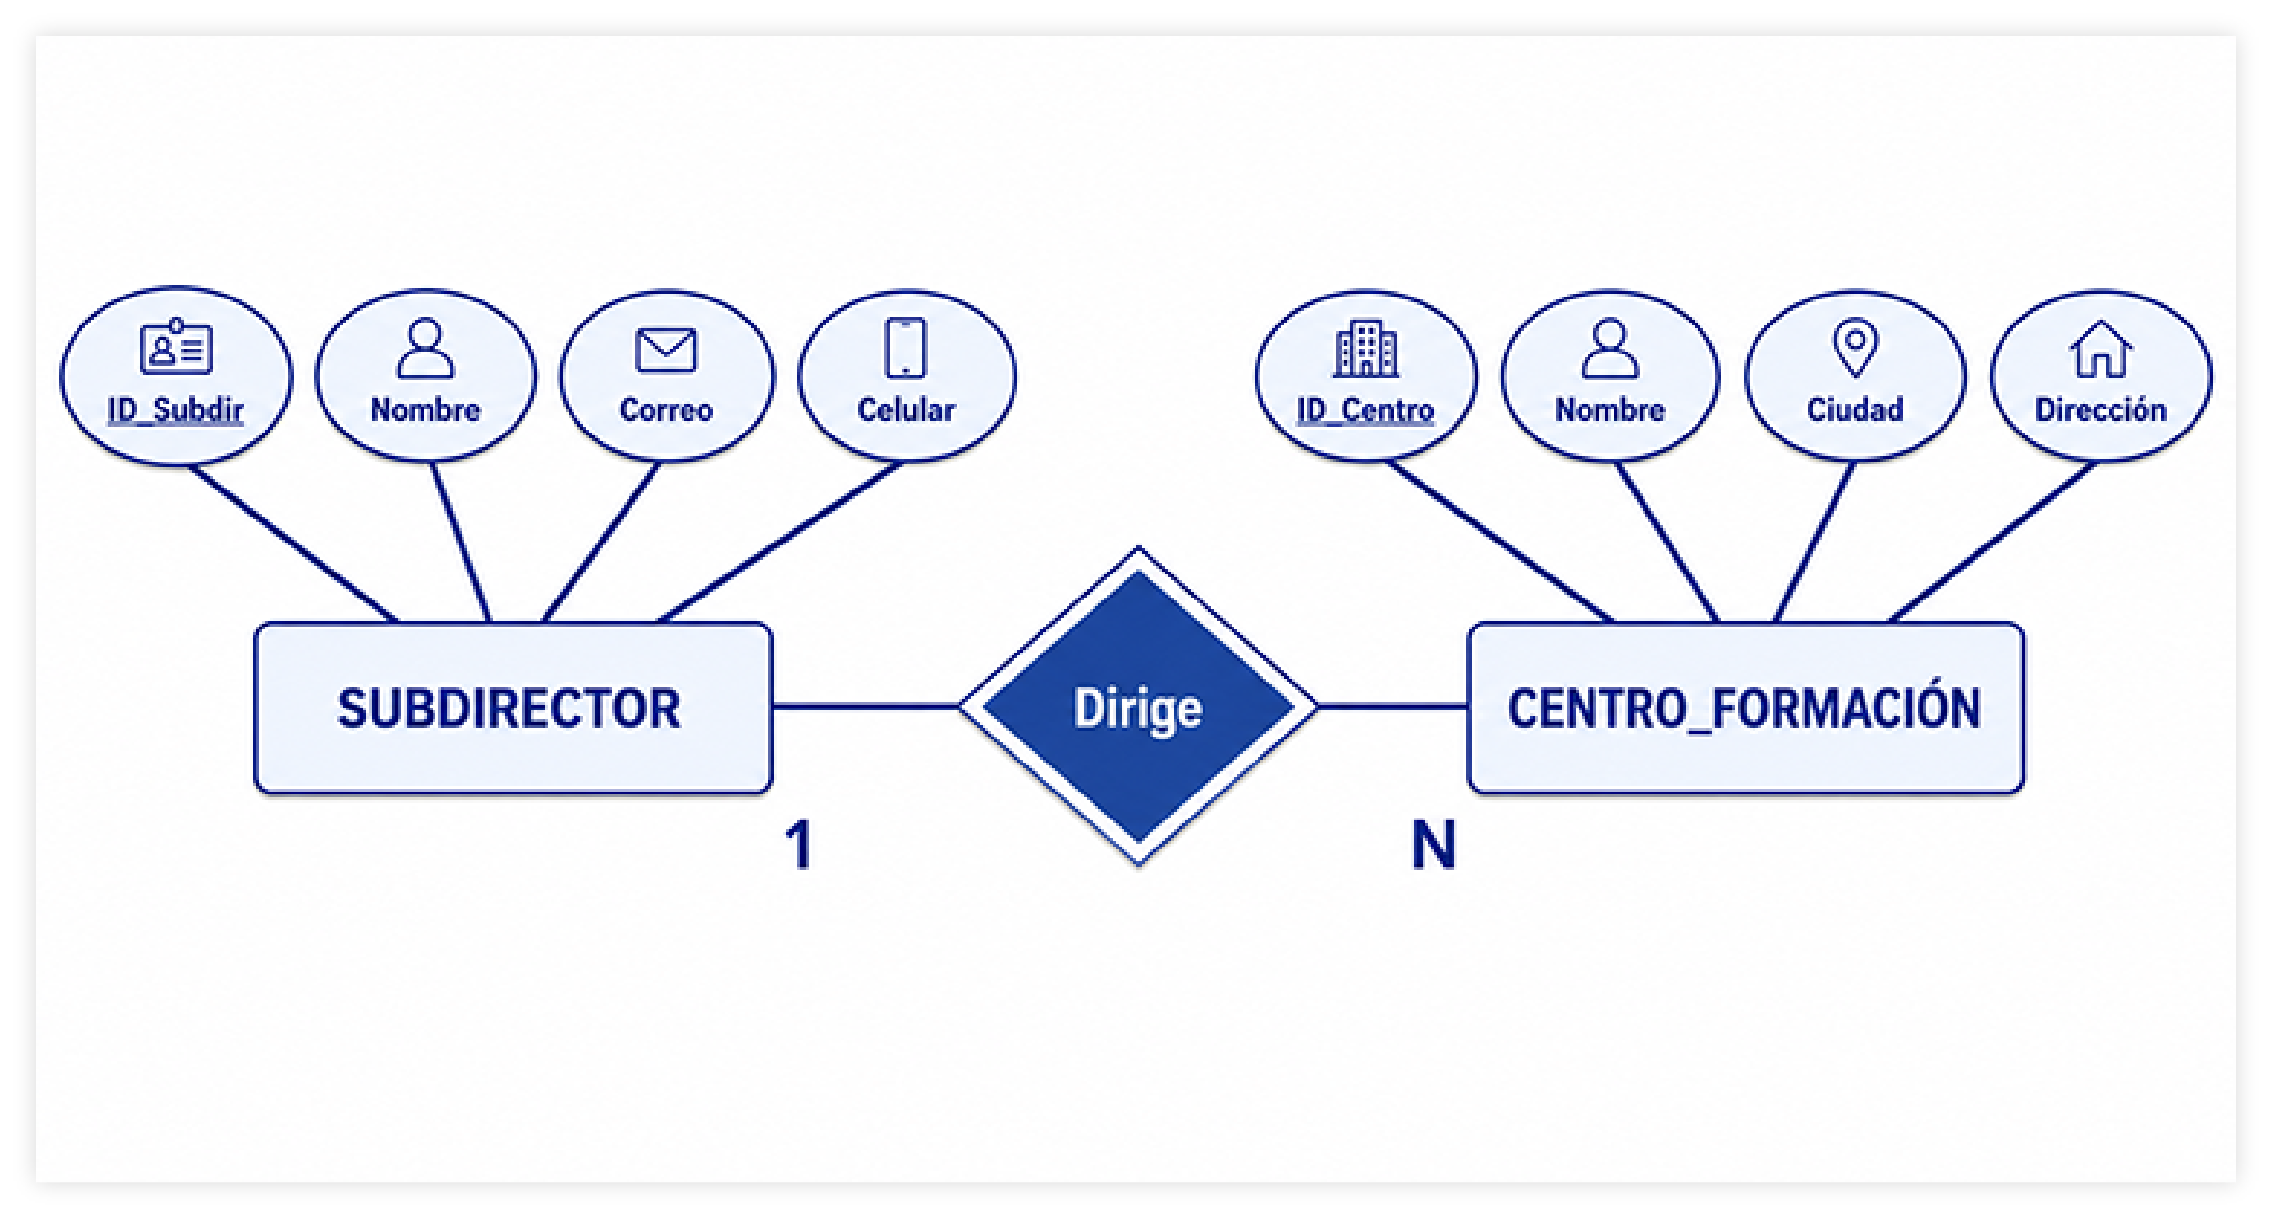 ID_Subdir
Nombre
Correo
Celular
ID_Centro
Nombre
Ciudad
Dirección
SUBDIRECTOR
Dirige
CENTRO_FORMACIÓN
1
N